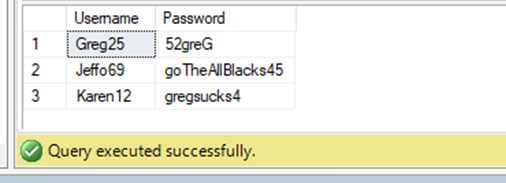 Username Password
1 Greg25 52greG
2 Jeffo69 goTheAllBlacks45
3 Karen12 gregsucks4
Query executed successfully.